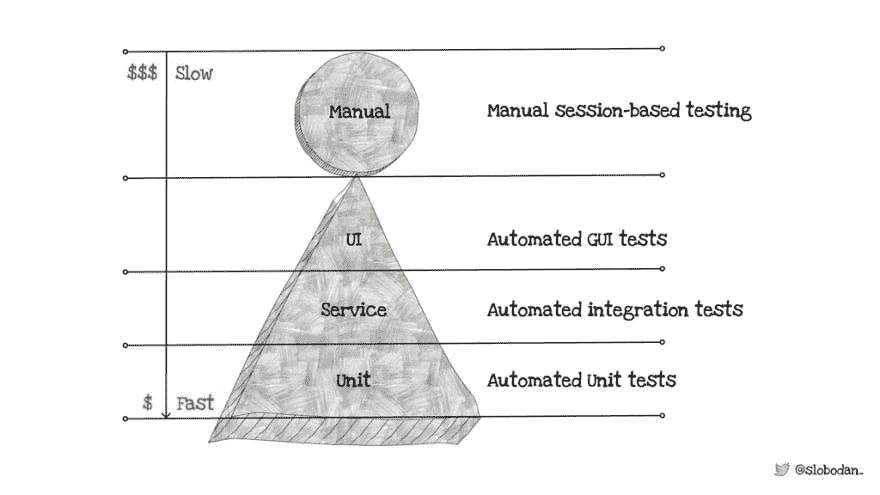 $$$ Slow
Manual
Manual session-based testing
UI
Automated GUI tests
Service
Automated integration tests
Unit
Automated Unit tests
$ Fast
@slobodan_